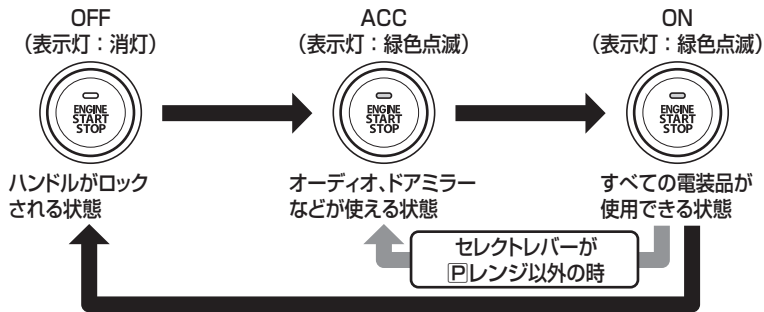 OFF
(表示灯：消灯)
ACC
(表示灯：緑色点滅)
ON
(表示灯：緑色点滅)
ENGINE
START
STOP
ENGINE
START
STOP
ENGINE
START
STOP
ハンドルがロック
される状態
オーディオ、ドアミラー
などが使える状態
すべての電装品が
使用できる状態
セレクトレバーが
Pレンジ以外の時